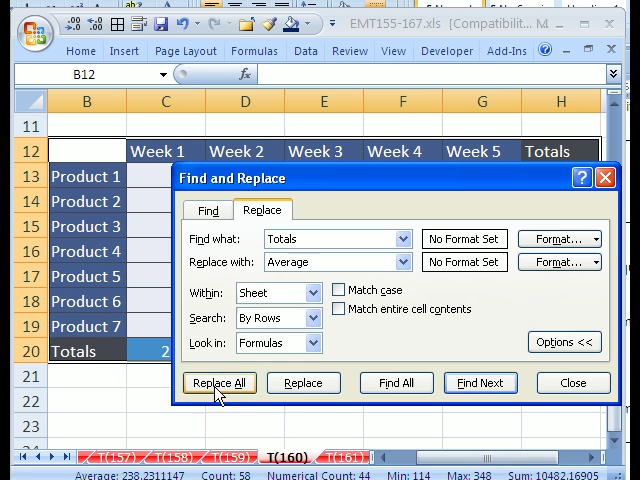 EMT155-167.xls [Compatibilit... M
Home Insert Page Layout Formulas Data Review View Developer Add-Ins
B12
fx
B C D E F G H
11
12 Week 1 Week 2 Week 3 Week 4 Week 5 Totals
13 Product 1
14 Product 2
15 Product 3
16 Product 4
17 Product 5
18 Product 6
19 Product 7
20 Totals 2
21
22
23
Find and Replace
Find Replace
Find what: Totals No Format Set Format...
Replace with: Average No Format Set Format...
Within: Sheet Match case
Match entire cell contents
Search: By Rows
Look in: Formulas Options <<
Replace All Replace Find All Find Next Close
T(157) T(158) T(159) T(160) T(161)
Average: 238.2311147 Count: 58 Numerical Count: 44 Min: 114 Max: 348 Sum: 10482.16905